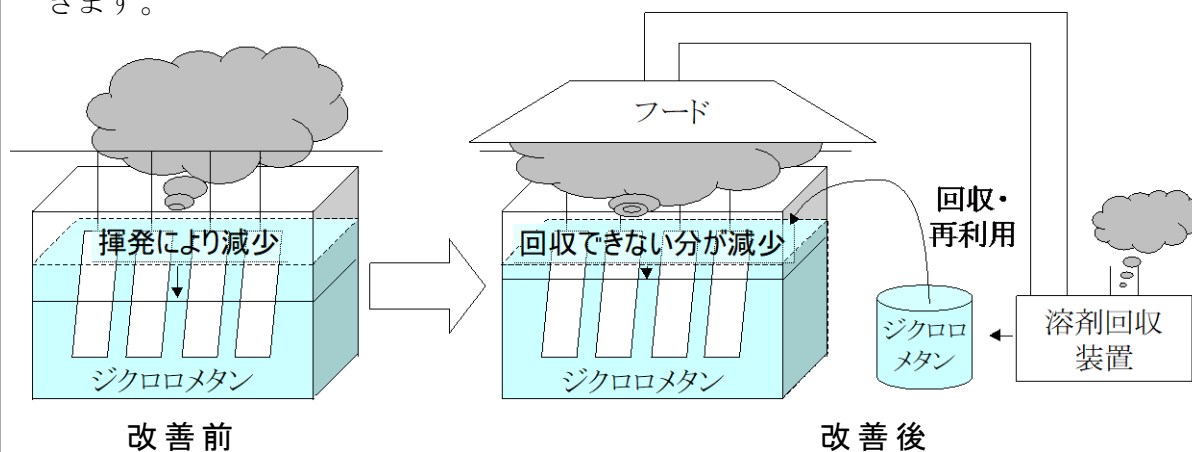 きます。
揮発により減少
ジクロロメタン
改善前
フード
回収できない分が減少
ジクロロメタン
回収・
再利用
ジクロロ
メタン
溶剤回収
装置
改善後